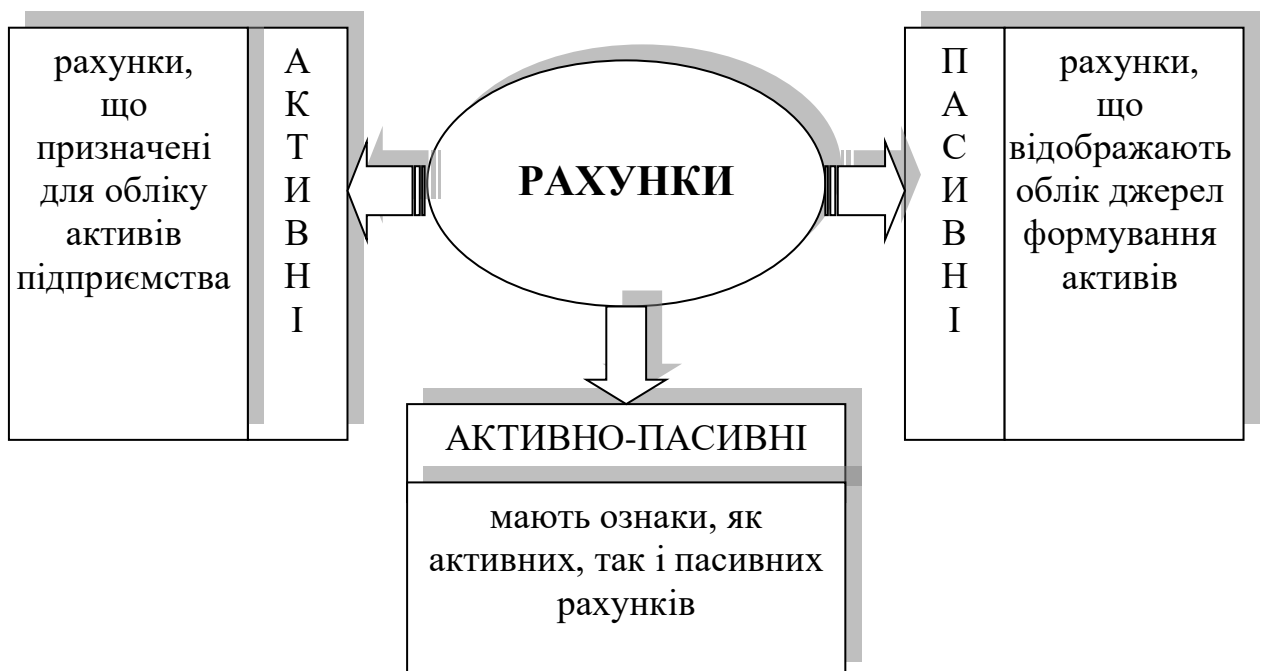 рахунки,
що
призначені
для обліку
активів
підприємства
А
К
Т
И
В
Н
І
РАХУНКИ
П
А
С
И
В
Н
І
рахунки,
що
відображають
облік джерел
формування
активів
АКТИВНО-ПАСИВНІ
мають ознаки, як
активних, так і пасивних
рахунків